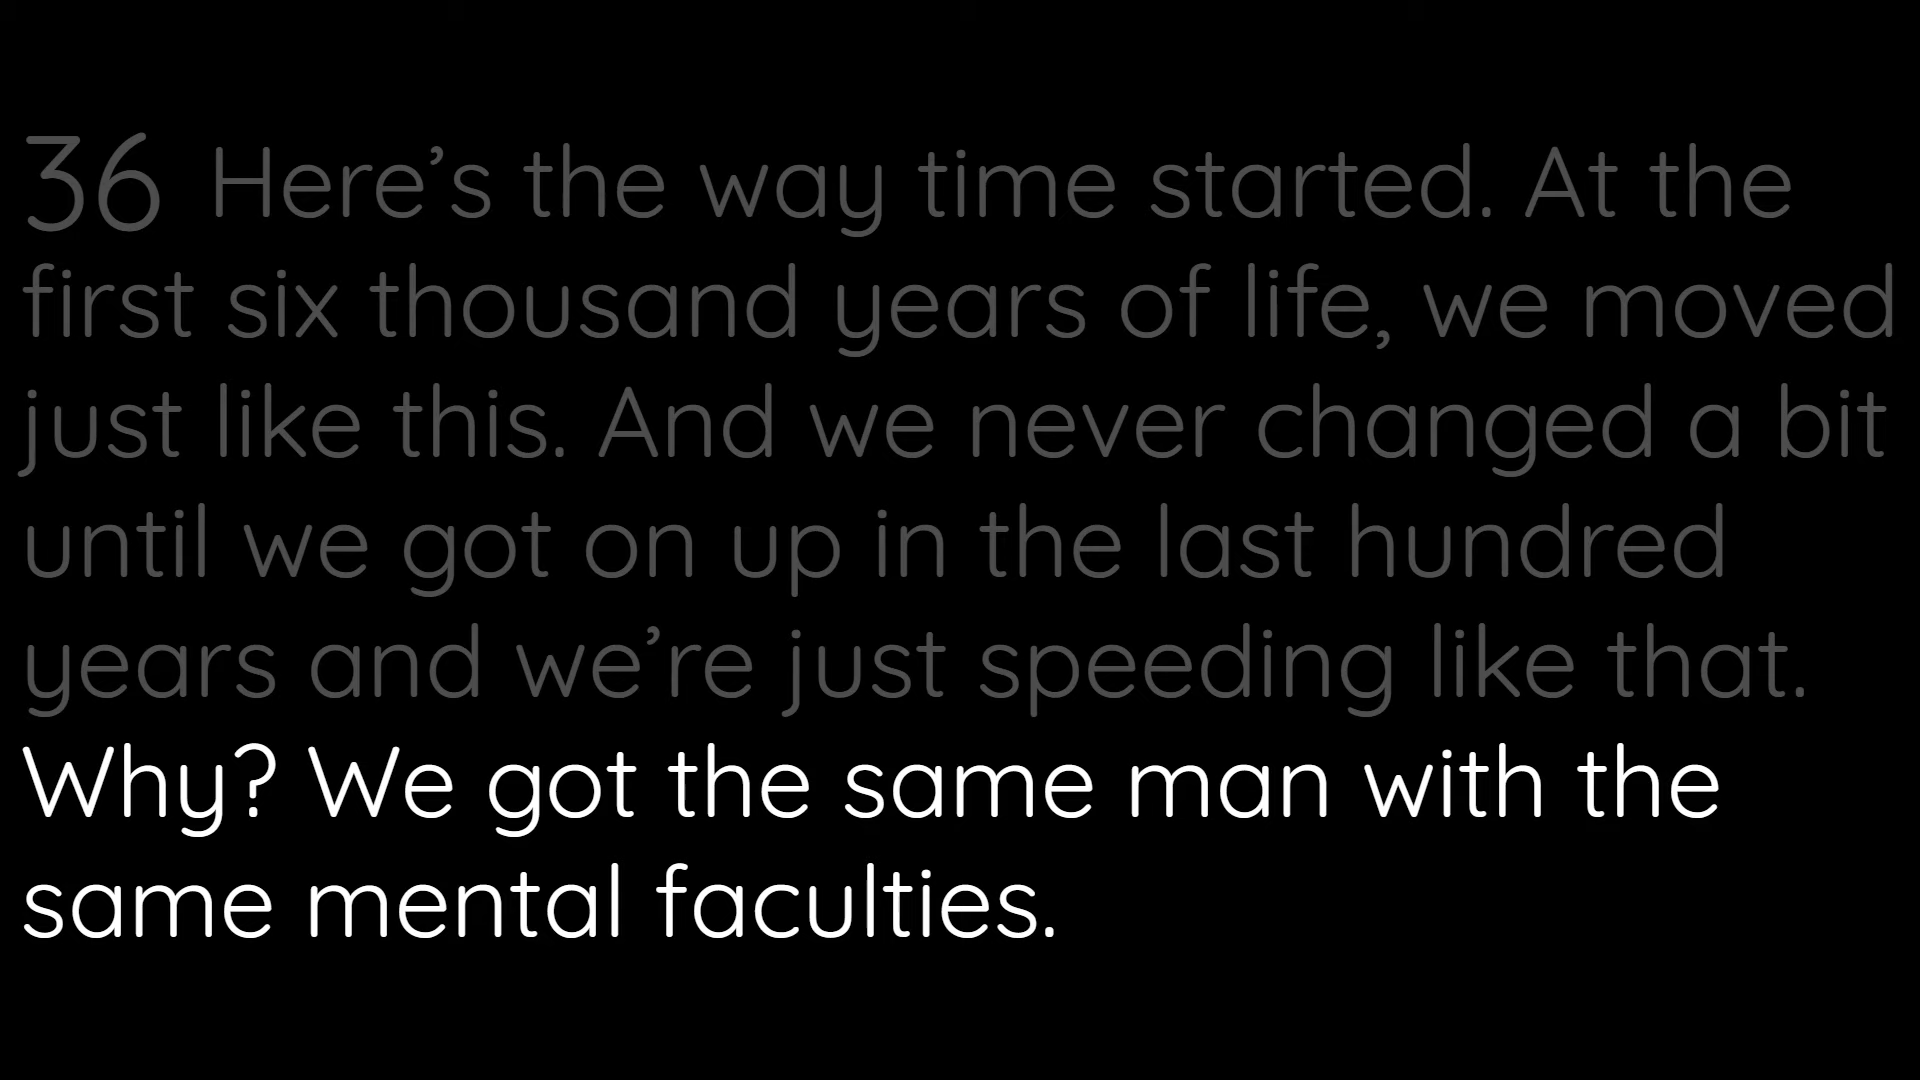 36 Here’s the way time started. At the
first six thousand years of life, we moved
just like this. And we never changed a bit
until we got on up in the last hundred
years and we’re just speeding like that.
Why? We got the same man with the
same mental faculties.